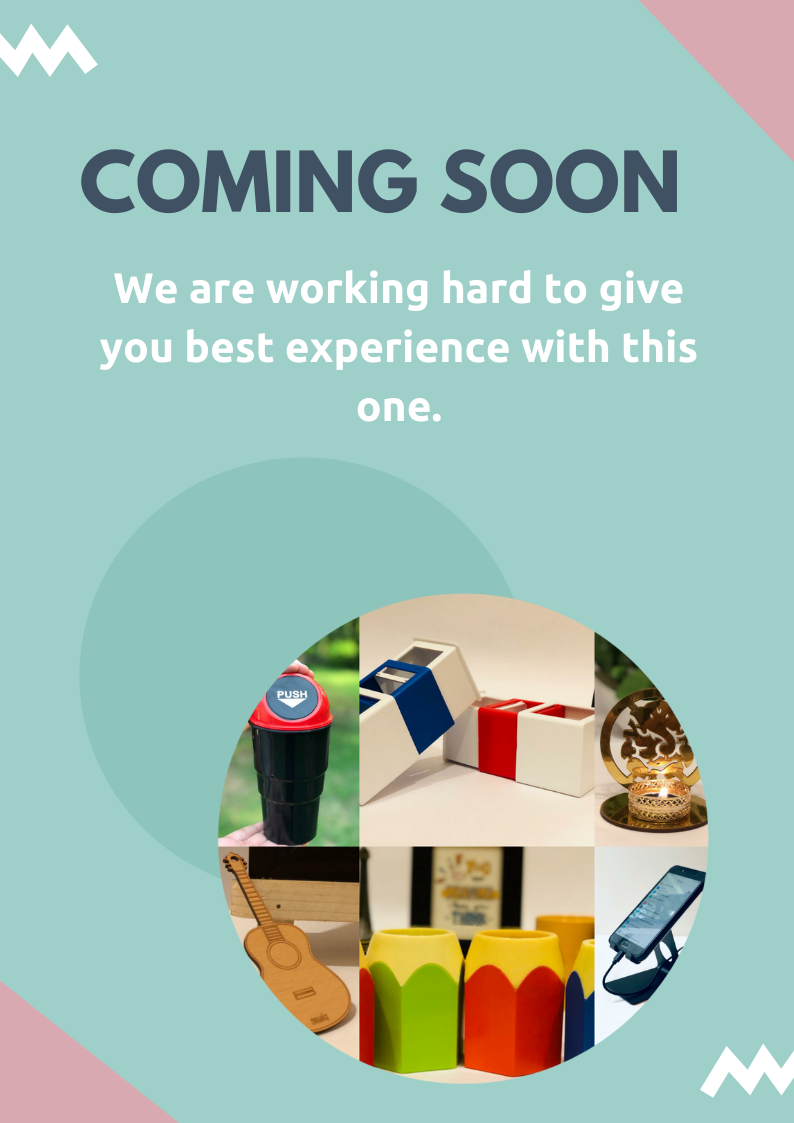 COMING SOON
We are working hard to give
you best experience with this
one.
PUSH